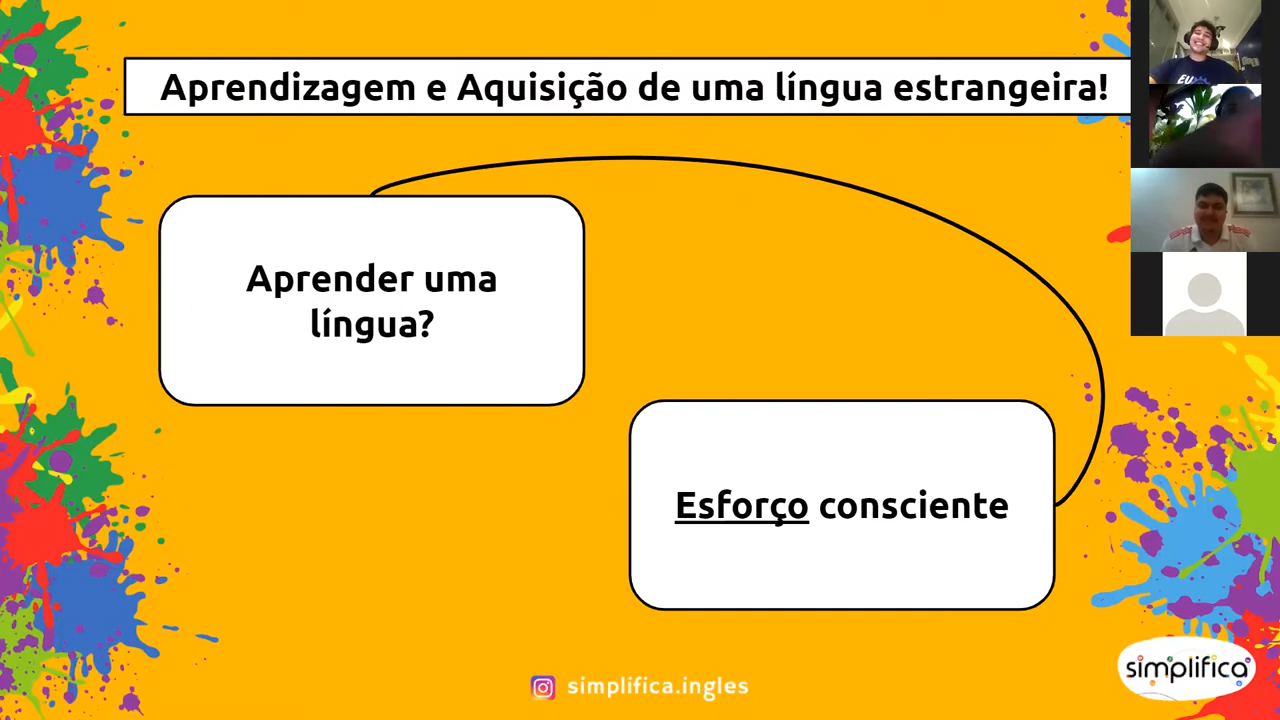 Aprendizagem e Aquisição de uma língua estrangeira!
Aprender uma
língua?
Esforço consciente
simplifica.ingles
simplifica